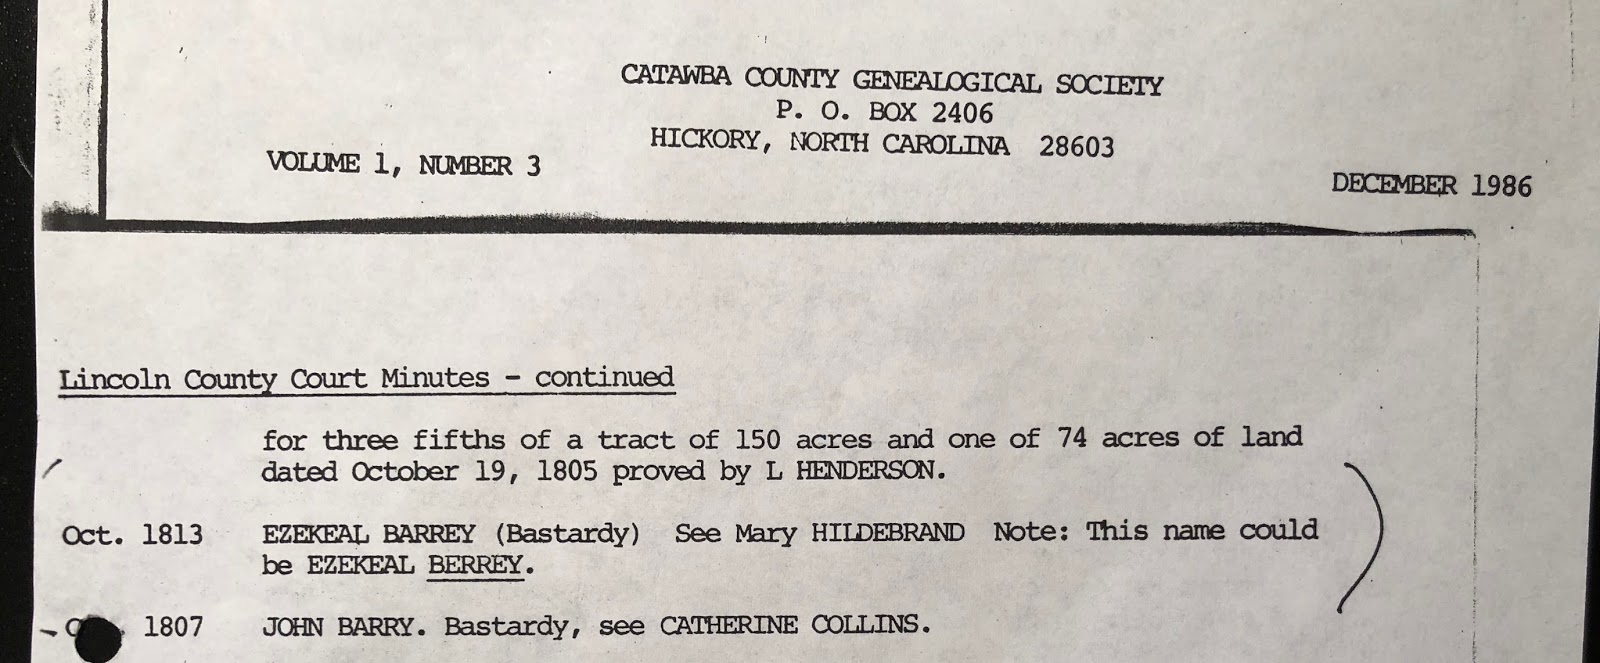 CATAWBA COUNTY GENEALOGICAL SOCIETY
P. O. BOX 2406
HICKORY, NORTH CAROLINA 28603
VOLUME 1, NUMBER 3
DECEMBER 1986
Lincoln County Court Minutes - continued
for three fifths of a tract of 150 acres and one of 74 acres of land
dated October 19, 1805 proved by L HENDERSON.
Oct. 1813 EZEKEAL BARREY (Bastardy) See Mary HILDEBRAND Note: This name could
be EZEKEAL BERREY.
1807 JOHN BARRY. Bastardy, see CATHERINE COLLINS.